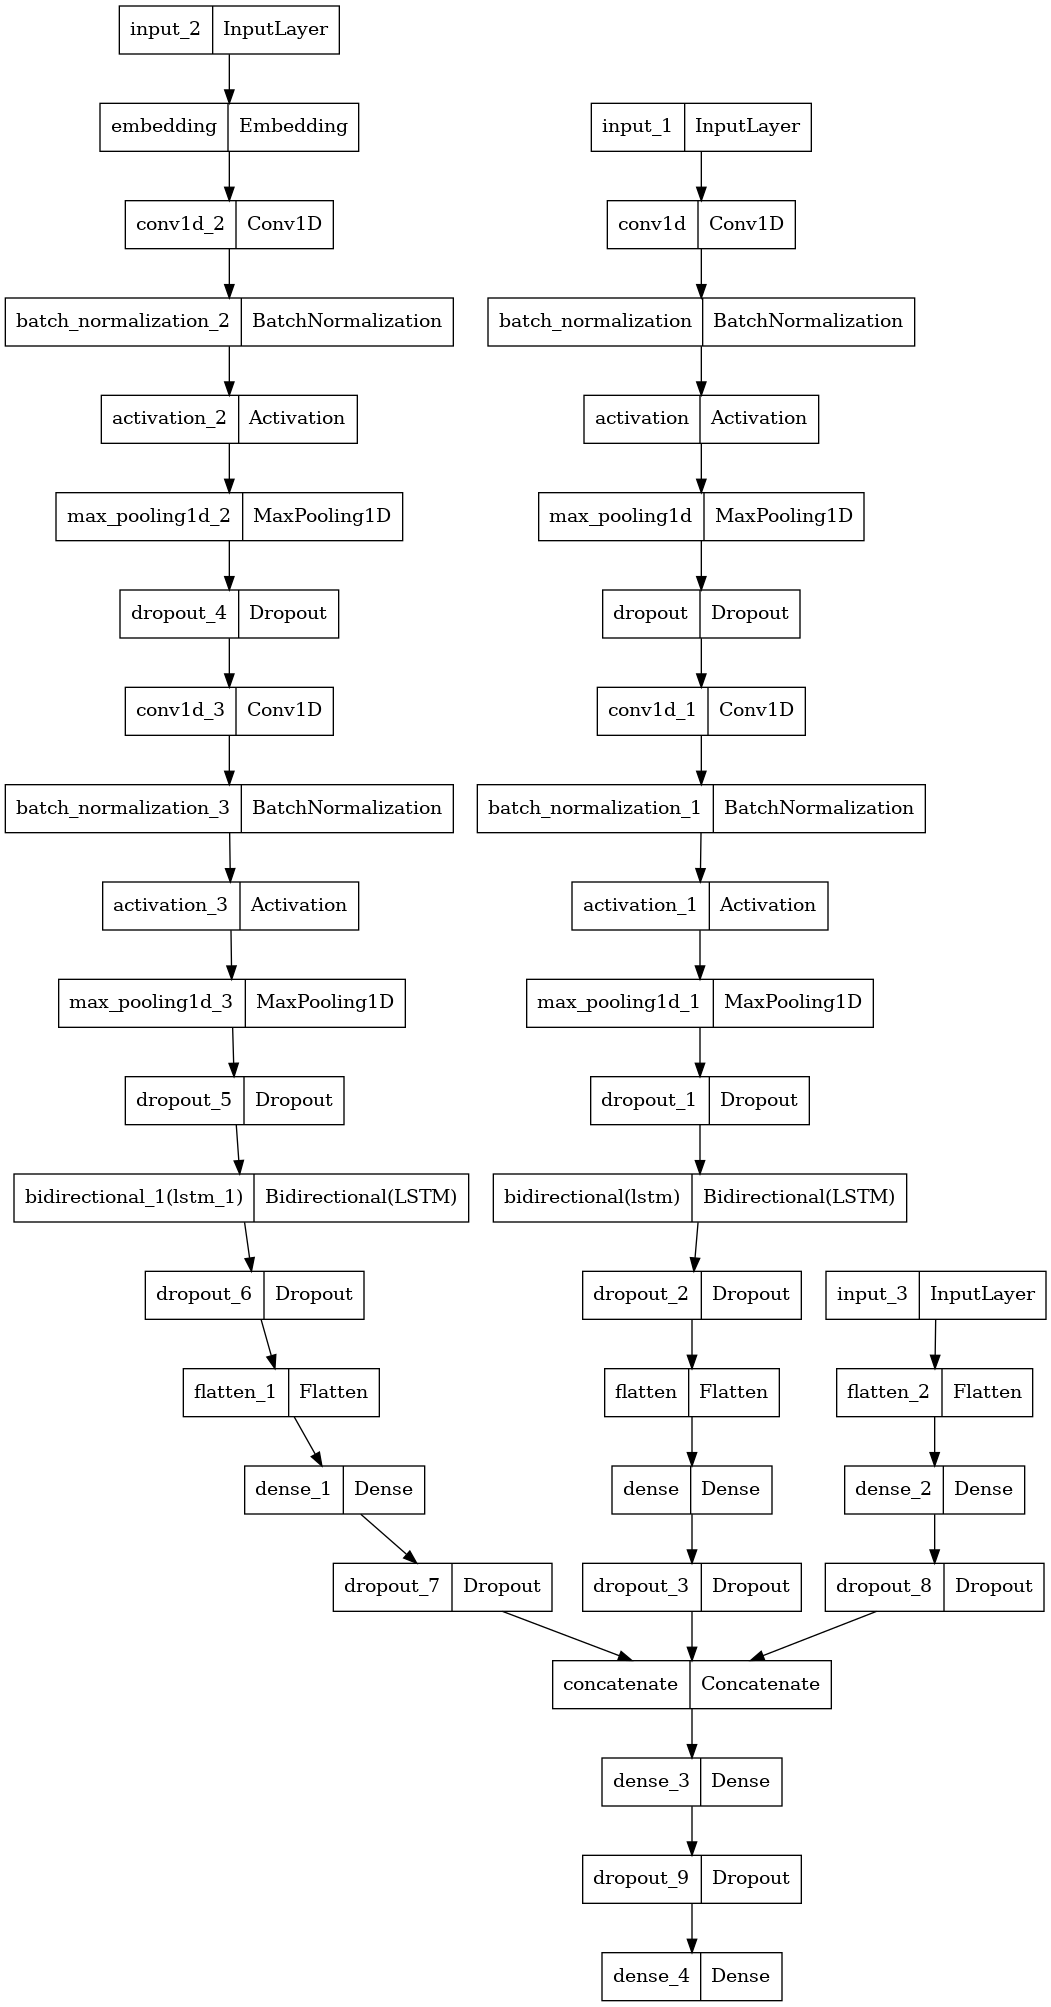 input_2 InputLayer
embedding Embedding
input_1 InputLayer
conv1d_2 Conv1D
conv1d Conv1D
batch_normalization_2 BatchNormalization
batch_normalization BatchNormalization
activation_2 Activation
activation Activation
max_pooling1d_2 MaxPooling1D
max_pooling1d MaxPooling1D
dropout_4 Dropout
dropout Dropout
conv1d_3 Conv1D
conv1d_1 Conv1D
batch_normalization_3 BatchNormalization
batch_normalization_1 BatchNormalization
activation_3 Activation
activation_1 Activation
max_pooling1d_3 MaxPooling1D
max_pooling1d_1 MaxPooling1D
dropout_5 Dropout
dropout_1 Dropout
bidirectional_1(lstm_1) Bidirectional(LSTM)
bidirectional(lstm) Bidirectional(LSTM)
dropout_6 Dropout
dropout_2 Dropout
input_3 InputLayer
flatten_1 Flatten
flatten Flatten
flatten_2 Flatten
dense_1 Dense
dense Dense
dense_2 Dense
dropout_7 Dropout
dropout_3 Dropout
dropout_8 Dropout
concatenate Concatenate
dense_3 Dense
dropout_9 Dropout
dense_4 Dense